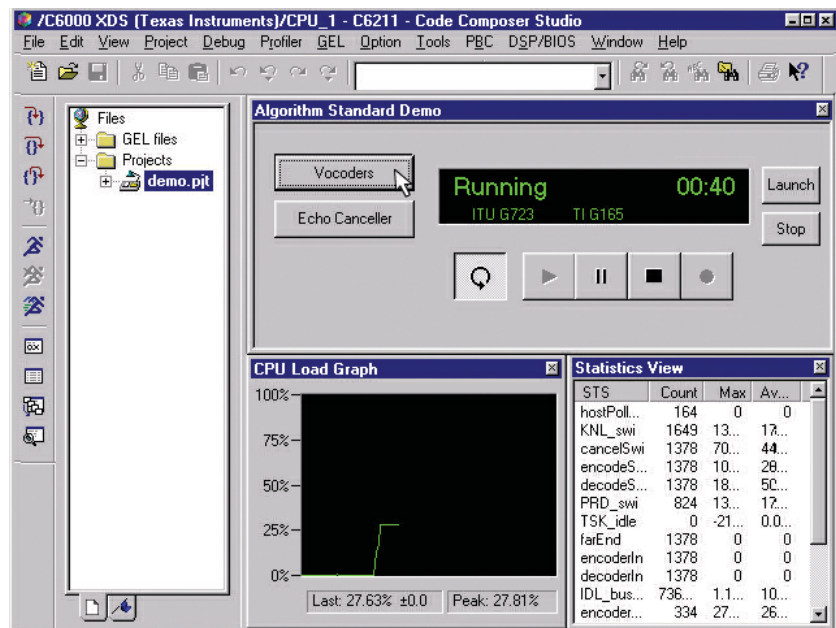 /C6000 XDS (Texas Instruments)/CPU_1 - C6211 - Code Composer Studio
File Edit View Project Debug Profiler GEL Option Tools PBC DSP/BIOS Window Help
Files
GEL files
Projects
demo.pjt
Algorithm Standard Demo
Vocoders
Echo Canceller
Running 00:40
ITU G723 TI G165
Launch
Stop
CPU Load Graph
100%
75%
50%
25%
0%
Last: 27.63% ±0.0 Peak: 27.81%
Statistics View
STS Count Max Av...
hostPoll... 164 0 0
KNL_swi 1649 13... 17...
cancelSwi 1378 70... 44...
encodeS... 1378 10... 28...
decodeS... 1378 18... 50...
PRD_swi 824 13... 17...
TSK_idle 0 -21... 0.0...
farEnd 1378 0 0
encoderIn 1378 0 0
decoderIn 1378 0 0
IDL_bus... 736... 1.1... 10...
encoder... 334 27... 26...